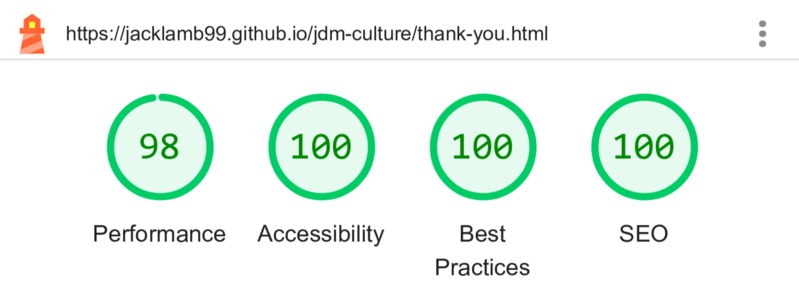 https://jacklamb99.github.io/jdm-culture/thank-you.html
98 100 100 100
Performance Accessibility Best SEO
Practices